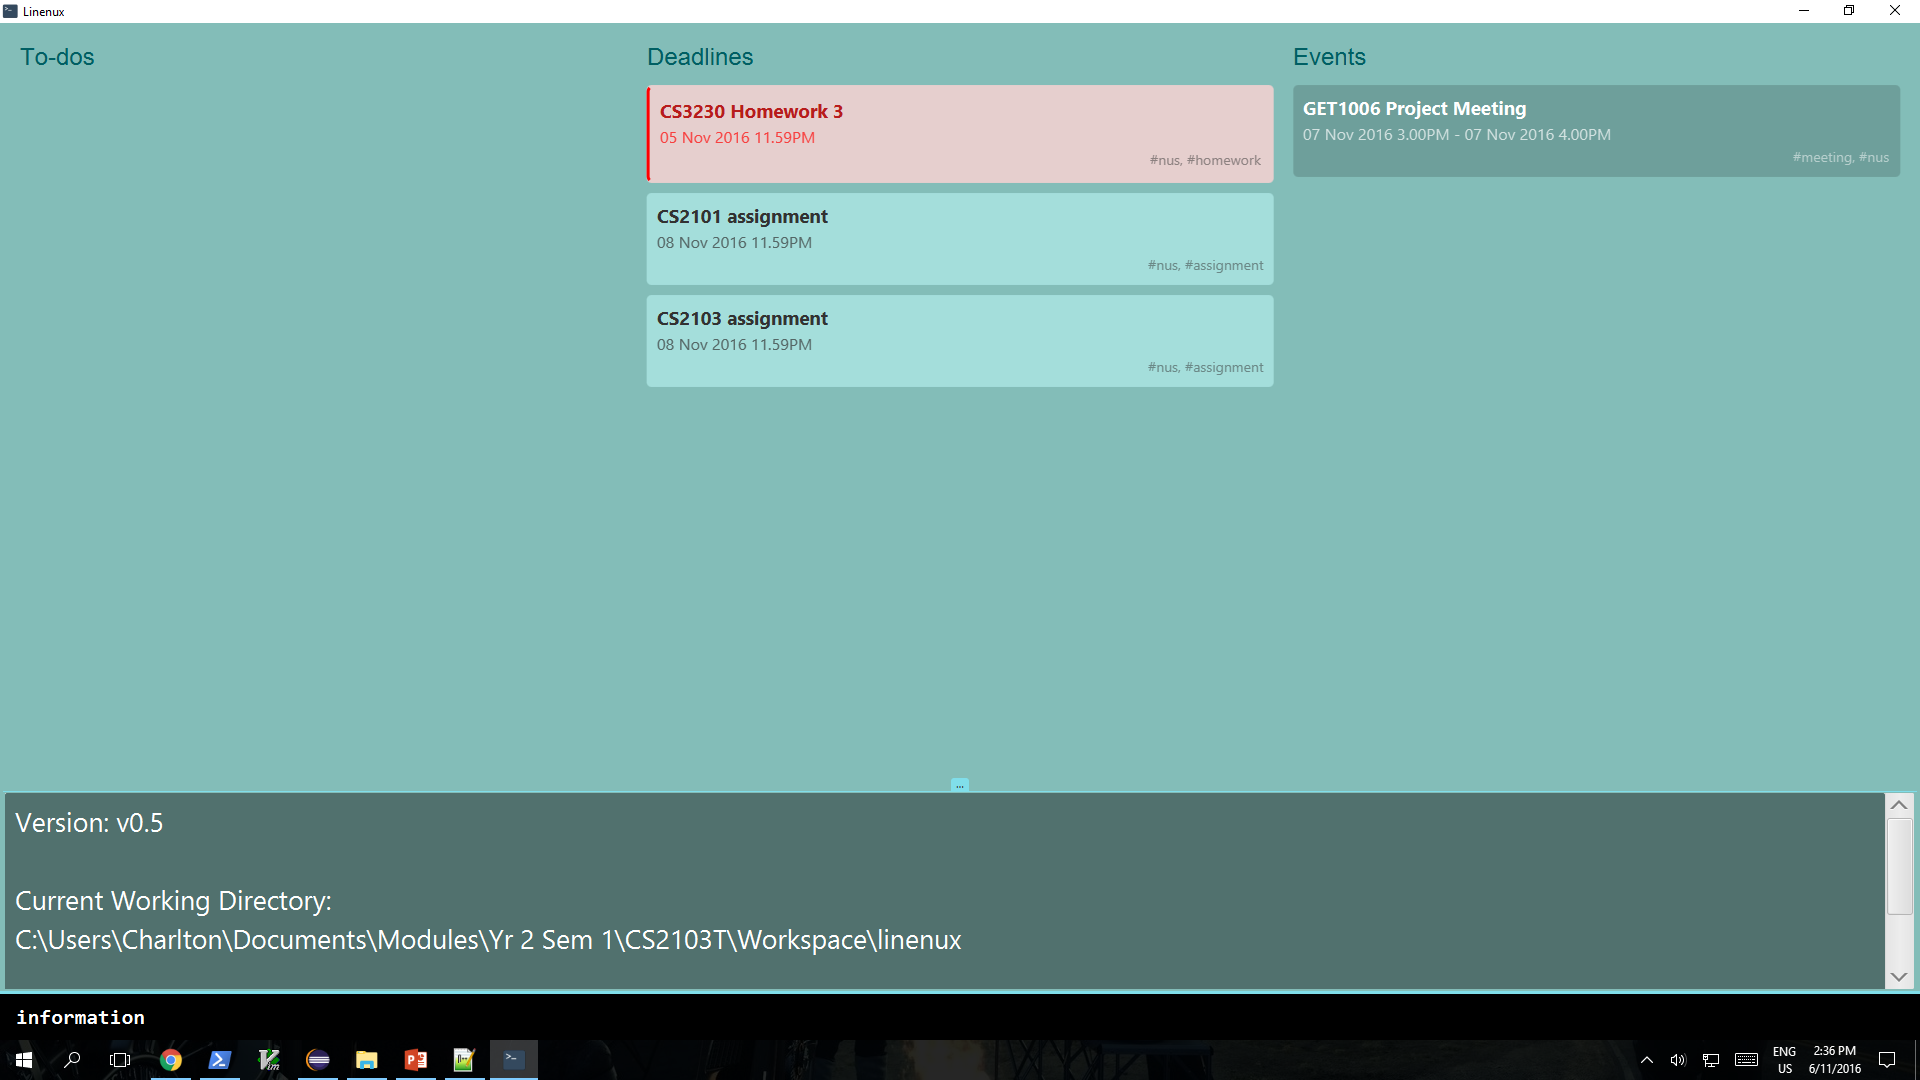 Linenux
To-dos
Deadlines
Events
CS3230 Homework 3
05 Nov 2016 11.59PM
#nus, #homework
CS2101 assignment
08 Nov 2016 11.59PM
#nus, #assignment
CS2103 assignment
08 Nov 2016 11.59PM
#nus, #assignment
GET1006 Project Meeting
07 Nov 2016 3.00PM - 07 Nov 2016 4.00PM
#meeting, #nus
...
Version: v0.5
Current Working Directory:
C:\Users\Charlton\Documents\Modules\Yr 2 Sem 1\CS2103T\Workspace\linenux
information
ENG
US
2:36 PM
6/11/2016